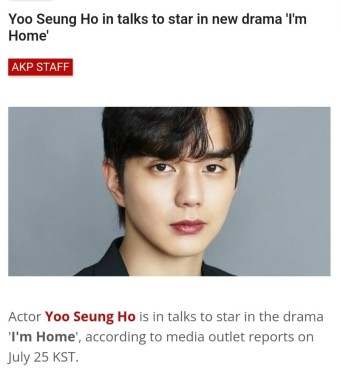 Yoo Seung Ho in talks to star in new drama 'I'm
Home'
AKP STAFF
Actor Yoo Seung Ho is in talks to star in the drama
'I'm Home', according to media outlet reports on
July 25 KST.